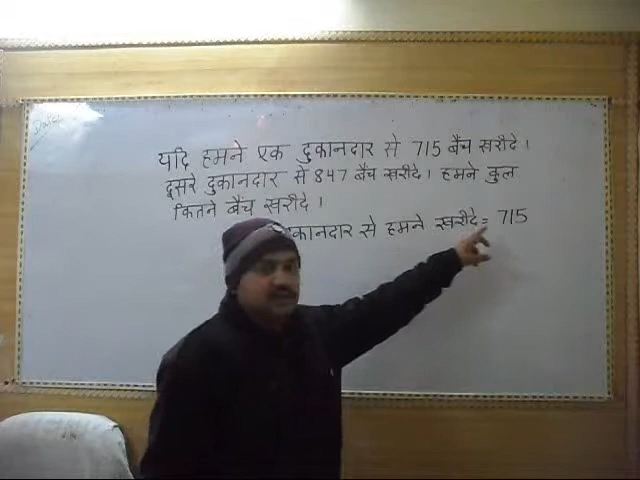 यदि हमने एक दुकानदार से 715 बैंच खरीदे ।
दूसरे दुकानदार से 847 बैंच खरीदे । हमने कुल
कितने बैंच खरीदे ।
दुकानदार से हमने खरीदे = 715